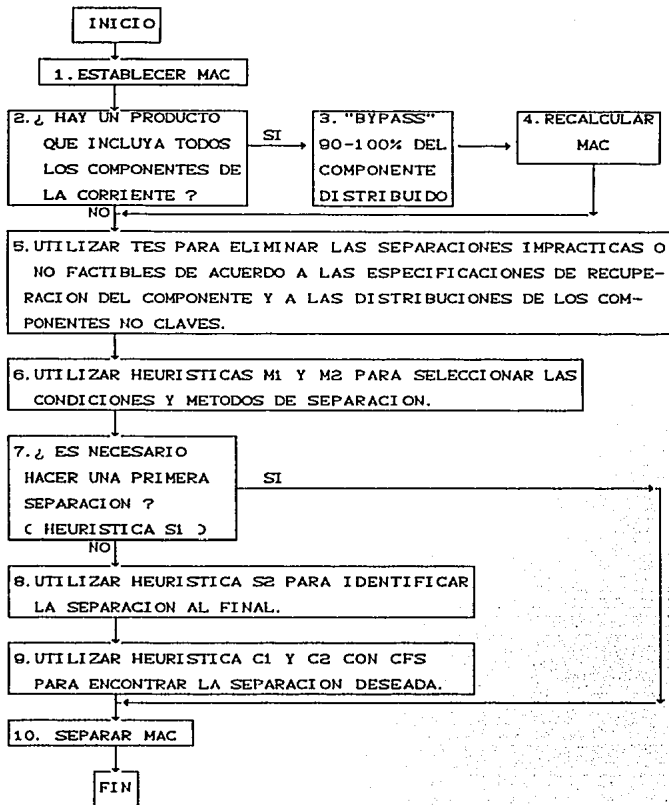 INICIO
1. ESTABLECER MAC
2. ¿ HAY UN PRODUCTO
QUE INCLUYA TODOS
LOS COMPONENTES DE
LA CORRIENTE ?
SI
3. "BYPASS"
90-100% DEL
COMPONENTE
DISTRIBUIDO
4. RECALCULAR
MAC
NO
5. UTILIZAR TES PARA ELIMINAR LAS SEPARACIONES IMPRACTICAS O
NO FACTIBLES DE ACUERDO A LAS ESPECIFICACIONES DE RECUPE-
RACION DEL COMPONENTE Y A LAS DISTRIBUCIONES DE LOS COM-
PONENTES NO CLAVES.
6. UTILIZAR HEURISTICAS M1 Y M2 PARA SELECCIONAR LAS
CONDICIONES Y METODOS DE SEPARACION.
7. ¿ ES NECESARIO
HACER UNA PRIMERA
SEPARACION ?
( HEURISTICA S1 )
SI
NO
8. UTILIZAR HEURISTICA S2 PARA IDENTIFICAR
LA SEPARACION AL FINAL.
9. UTILIZAR HEURISTICA C1 Y C2 CON CFS
PARA ENCONTRAR LA SEPARACION DESEADA.
10. SEPARAR MAC
FIN